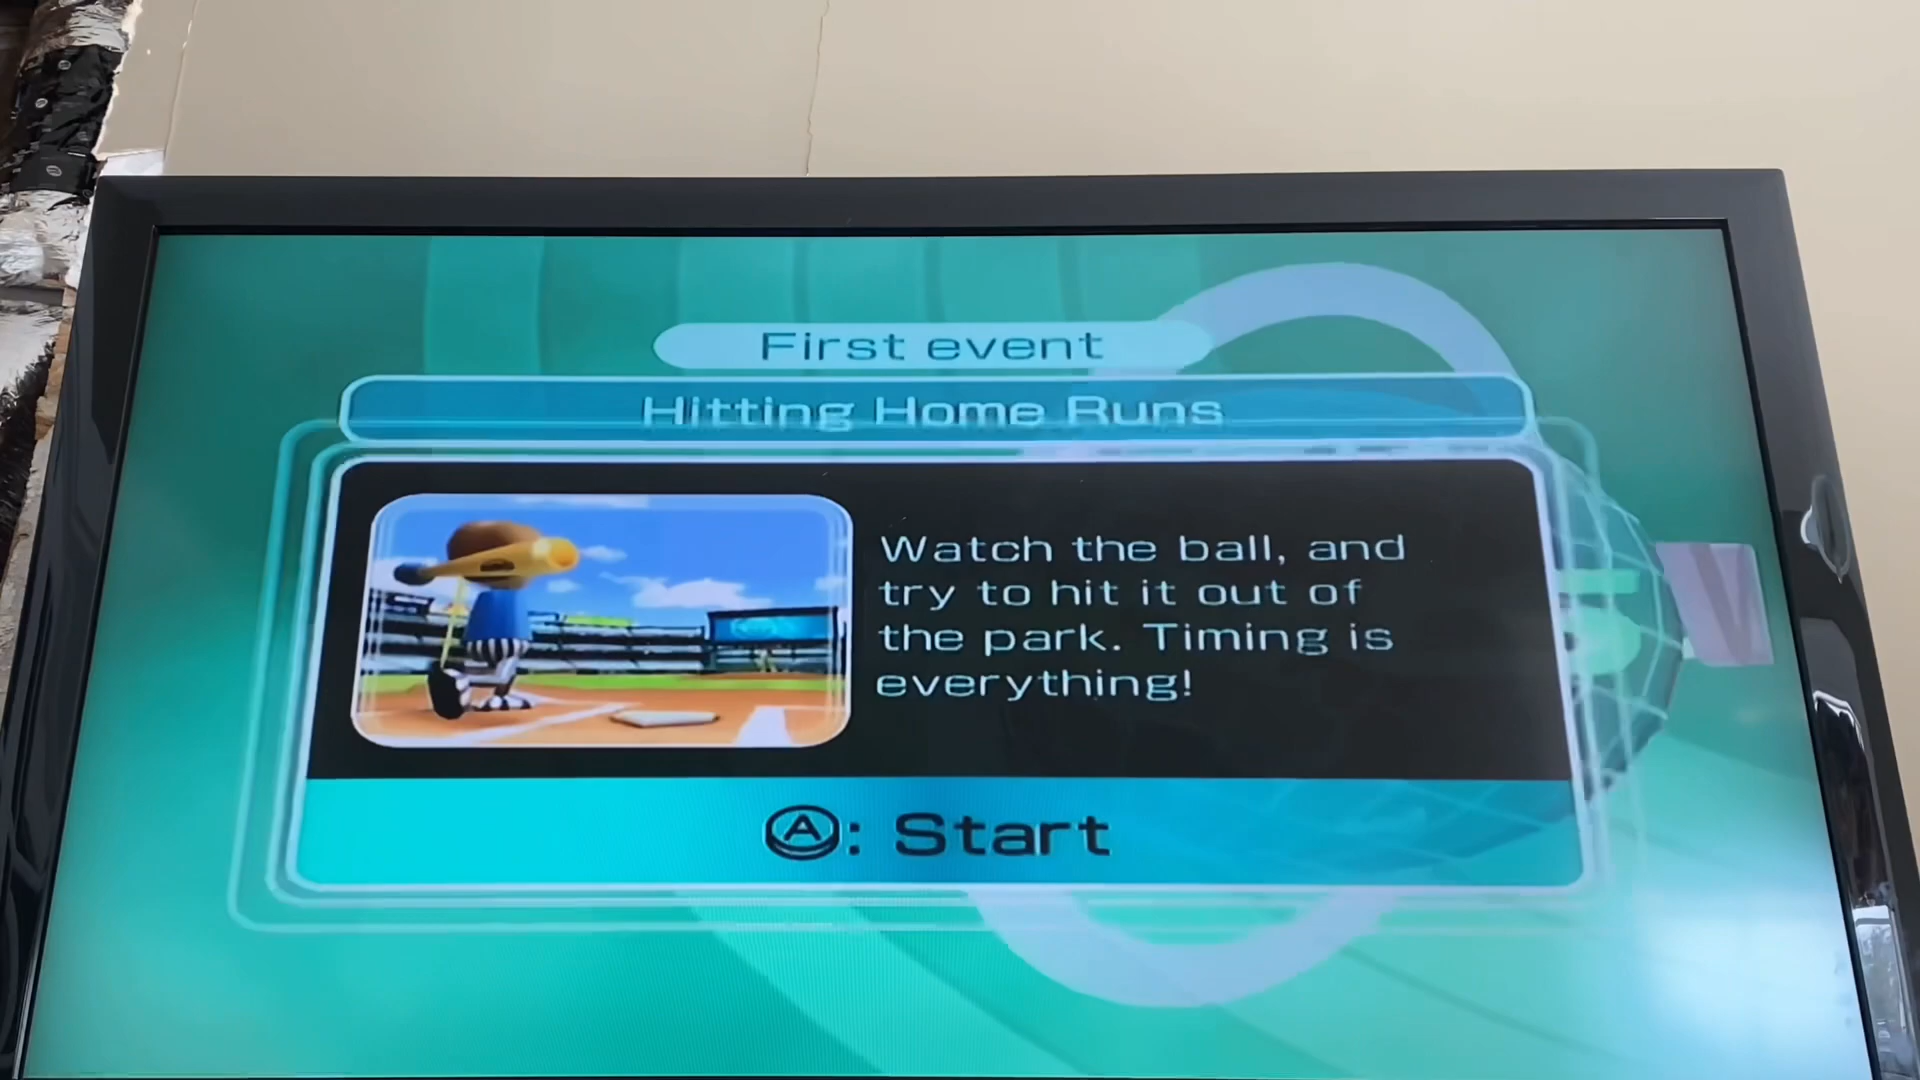 First event
Hitting Home Runs
Watch the ball, and
try to hit it out of
the park. Timing is
everything!
A: Start